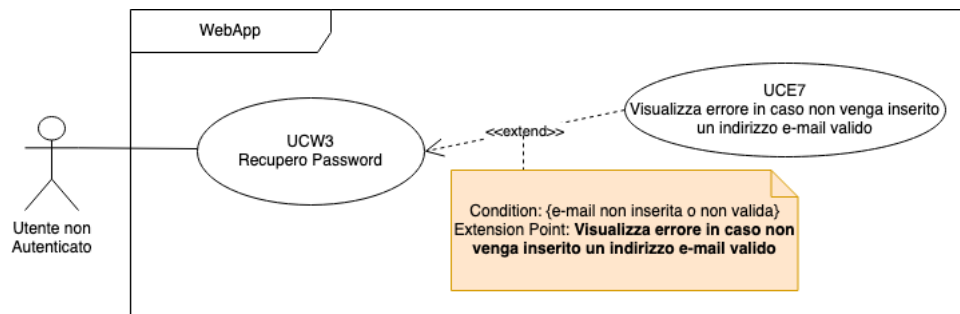 WebApp
UCE7
Visualizza errore in caso non venga inserito
un indirizzo e-mail valido
<<extend>>
UCW3
Recupero Password
Condition: {e-mail non inserita o non valida}
Extension Point: Visualizza errore in caso non
venga inserito un indirizzo e-mail valido
Utente non
Autenticato